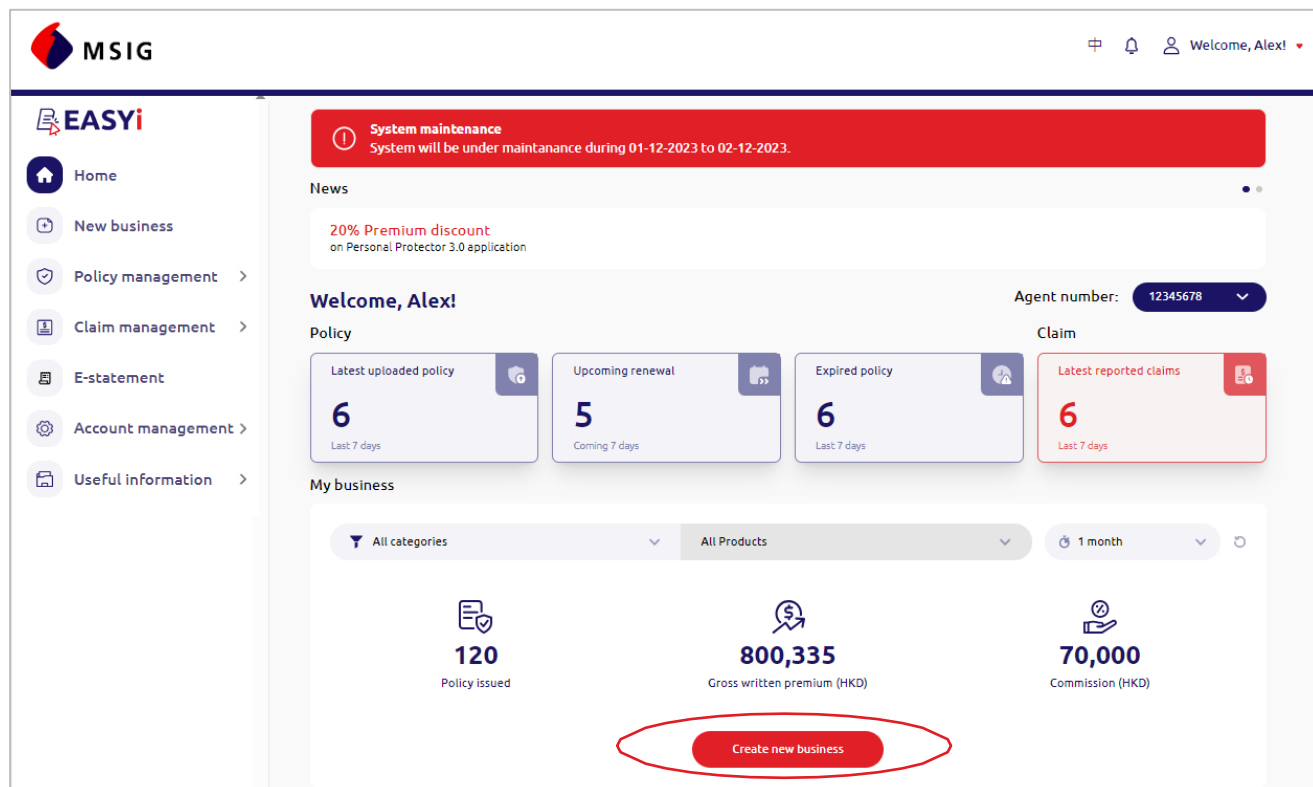 MSIG
中
Welcome, Alex!
EASYi
Home
New business
Policy management
Claim management
E-statement
Account management
Useful information
System maintenance
System will be under maintanance during 01-12-2023 to 02-12-2023.
News
20% Premium discount
on Personal Protector 3.0 application
Welcome, Alex!
Agent number: 12345678
Policy
Claim
Latest uploaded policy
6
Last 7 days
Upcoming renewal
5
Coming 7 days
Expired policy
6
Last 7 days
Latest reported claims
6
Last 7 days
My business
All categories
All Products
1 month
120
Policy issued
800,335
Gross written premium (HKD)
70,000
Commission (HKD)
Create new business